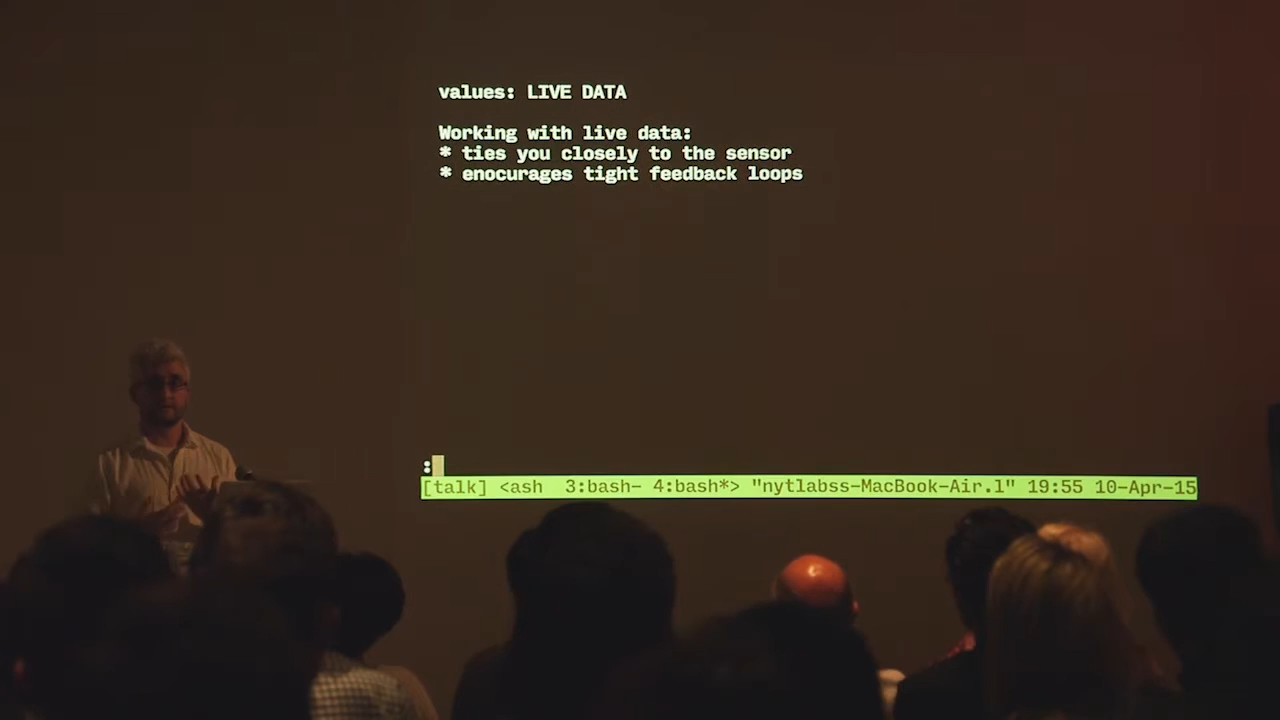 values: LIVE DATA
Working with live data:
* ties you closely to the sensor
* enocurages tight feedback loops
:
[talk] <ash  3:bash- 4:bash*> "nytlabss-MacBook-Air.l" 19:55 10-Apr-15